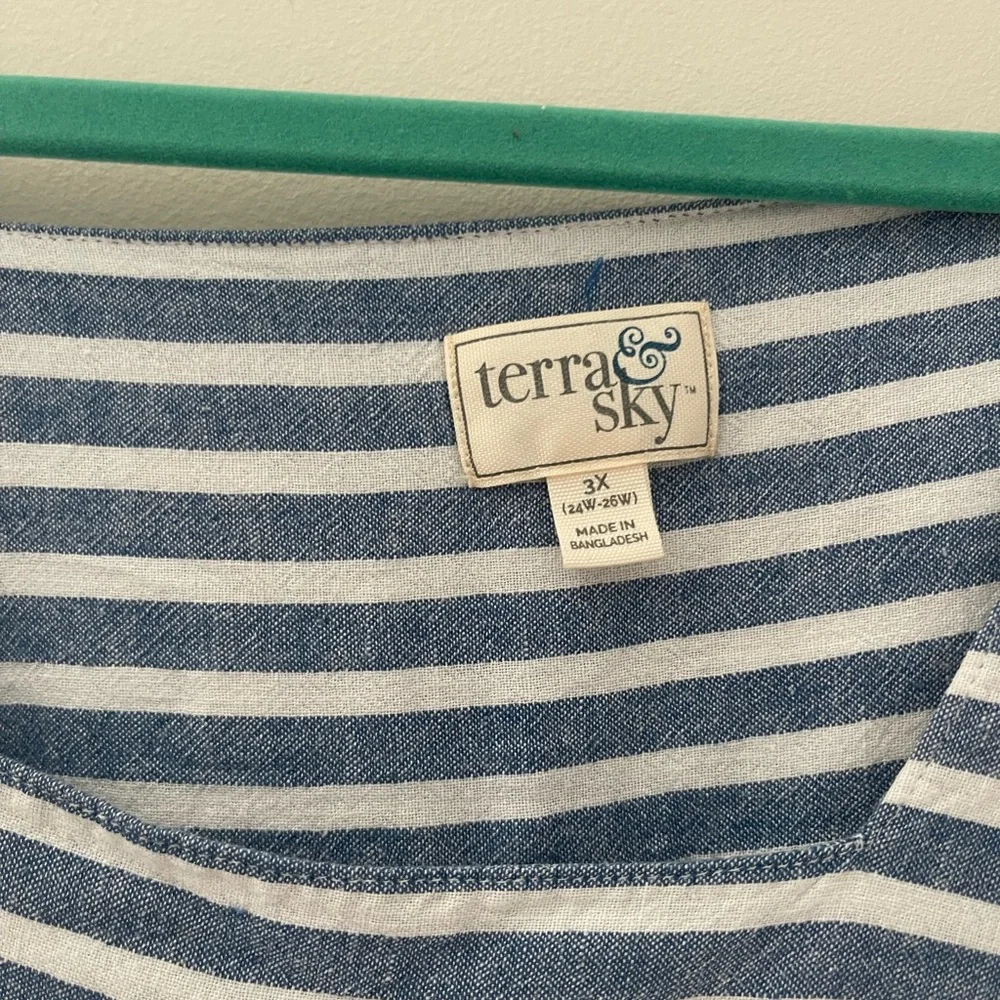 terra &
sky™
3X
(24W-26W)
MADE IN
BANGLADESH